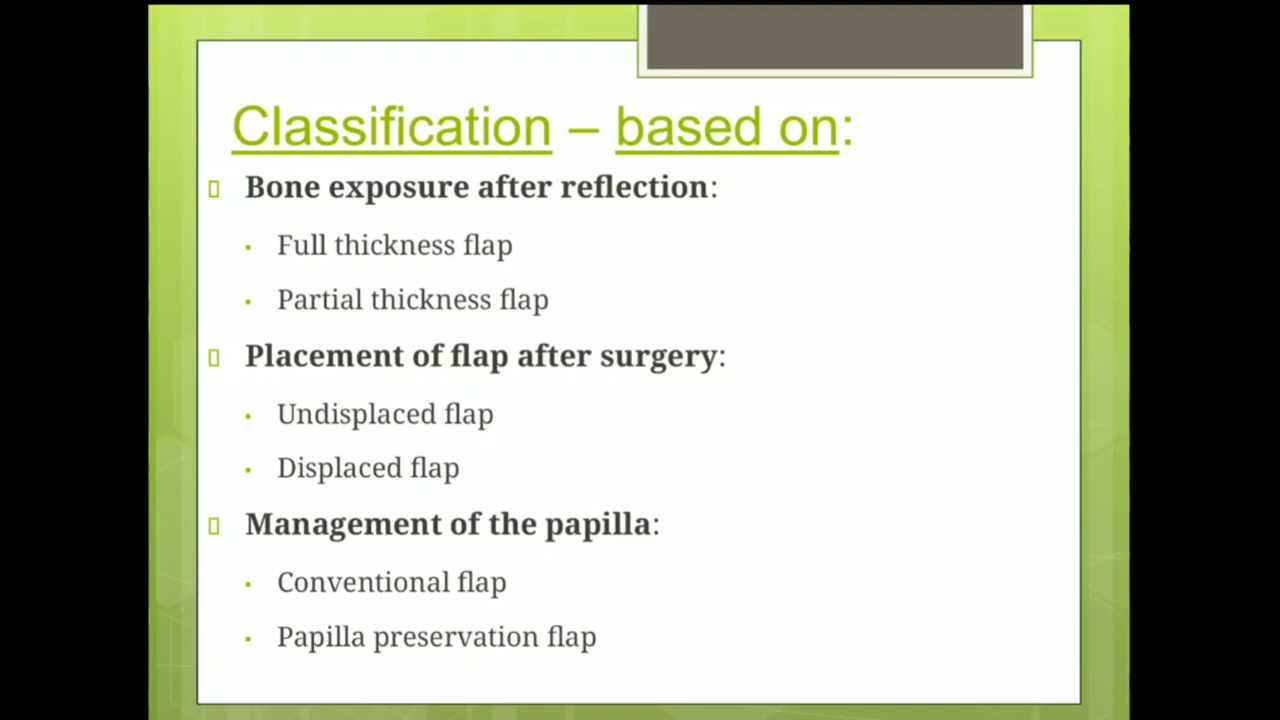 Classification – based on:
Bone exposure after reflection:
• Full thickness flap
• Partial thickness flap
Placement of flap after surgery:
• Undisplaced flap
• Displaced flap
Management of the papilla:
• Conventional flap
• Papilla preservation flap